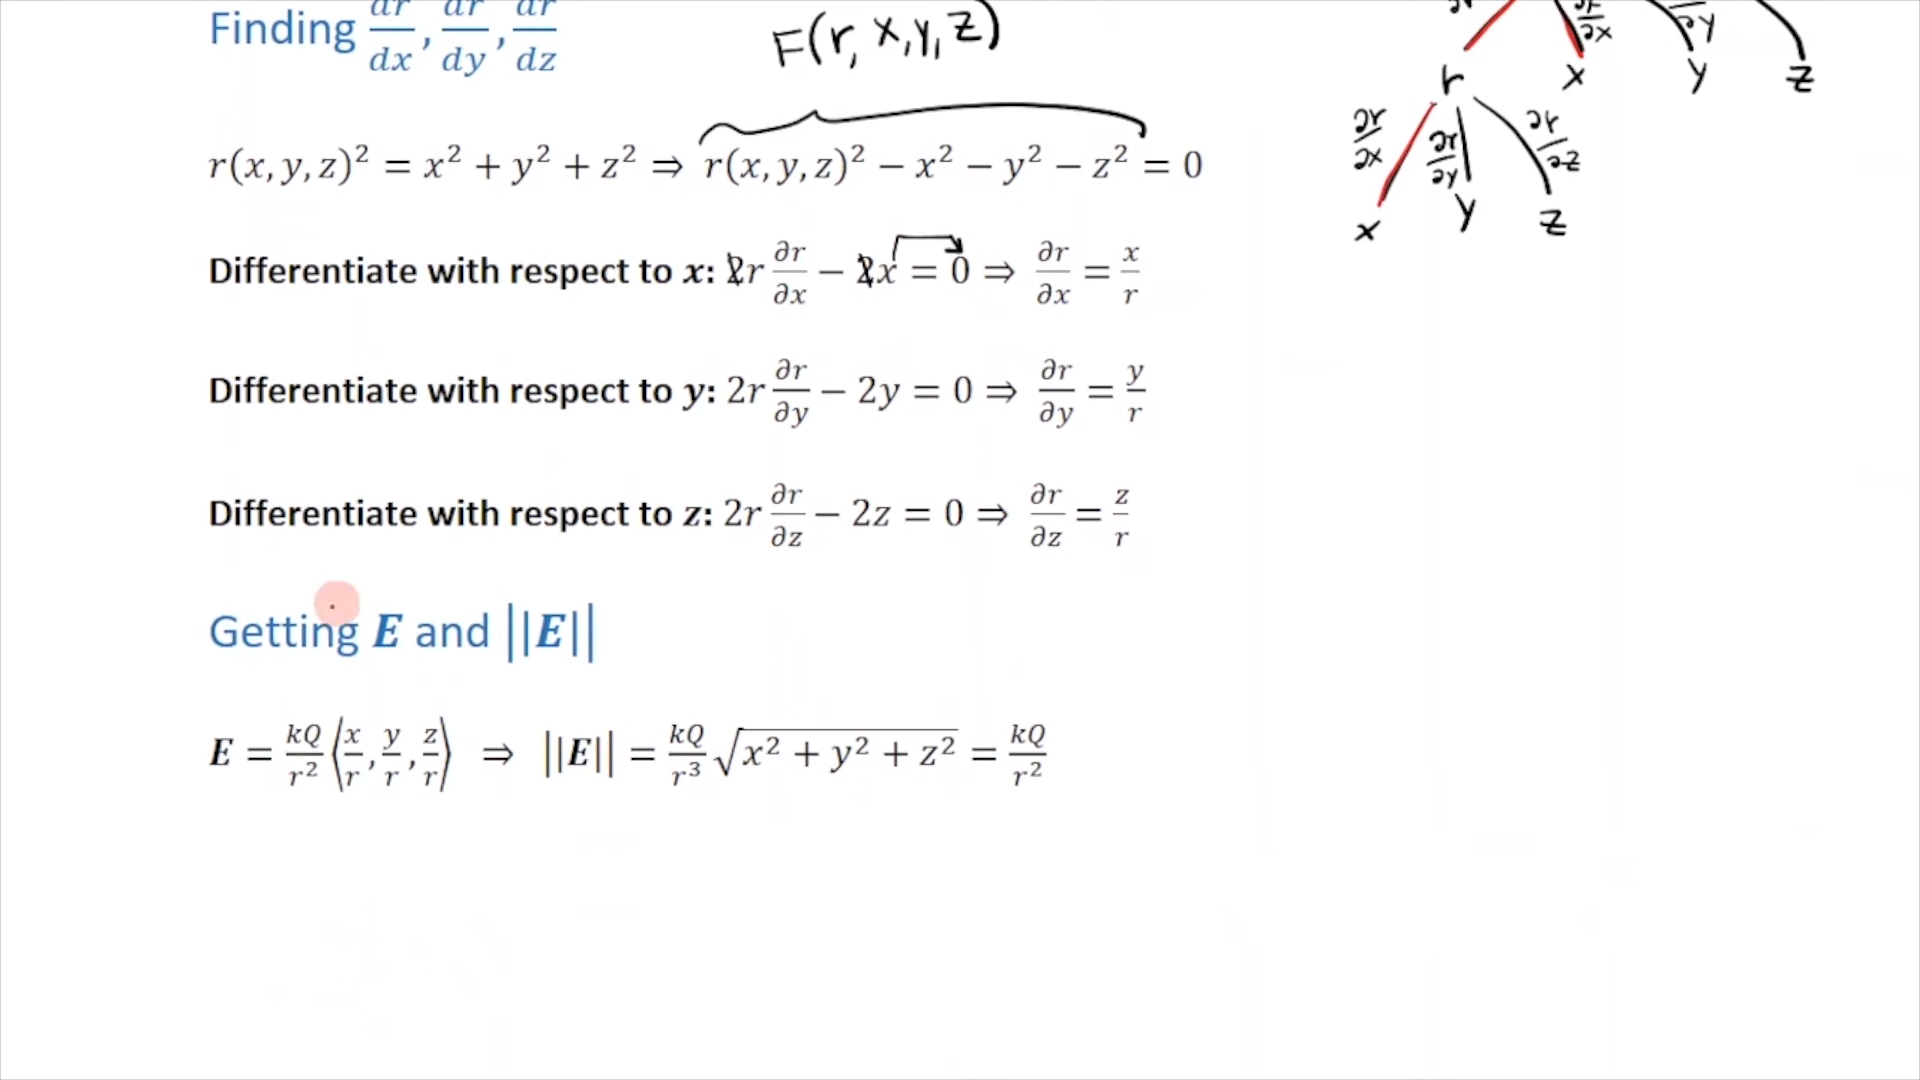 Finding dr/dx, dr/dy, dr/dz
F(r, x, y, z)
r(x, y, z)² = x² + y² + z² ⇒ r(x, y, z)² − x² − y² − z² = 0
Differentiate with respect to x: 2r ∂r/∂x − 2x = 0 ⇒ ∂r/∂x = x/r
Differentiate with respect to y: 2r ∂r/∂y − 2y = 0 ⇒ ∂r/∂y = y/r
Differentiate with respect to z: 2r ∂r/∂z − 2z = 0 ⇒ ∂r/∂z = z/r
Getting E and ||E||
E = kQ/r² ⟨x/r, y/r, z/r⟩ ⇒ ||E|| = kQ/r³ √(x² + y² + z²) = kQ/r²
r x y z
∂r/∂x ∂r/∂y ∂r/∂z
x y z